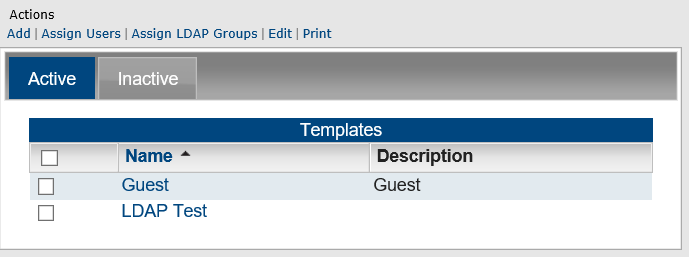 Actions
Add | Assign Users | Assign LDAP Groups | Edit | Print
Active Inactive
Templates
Name Description
Guest Guest
LDAP Test